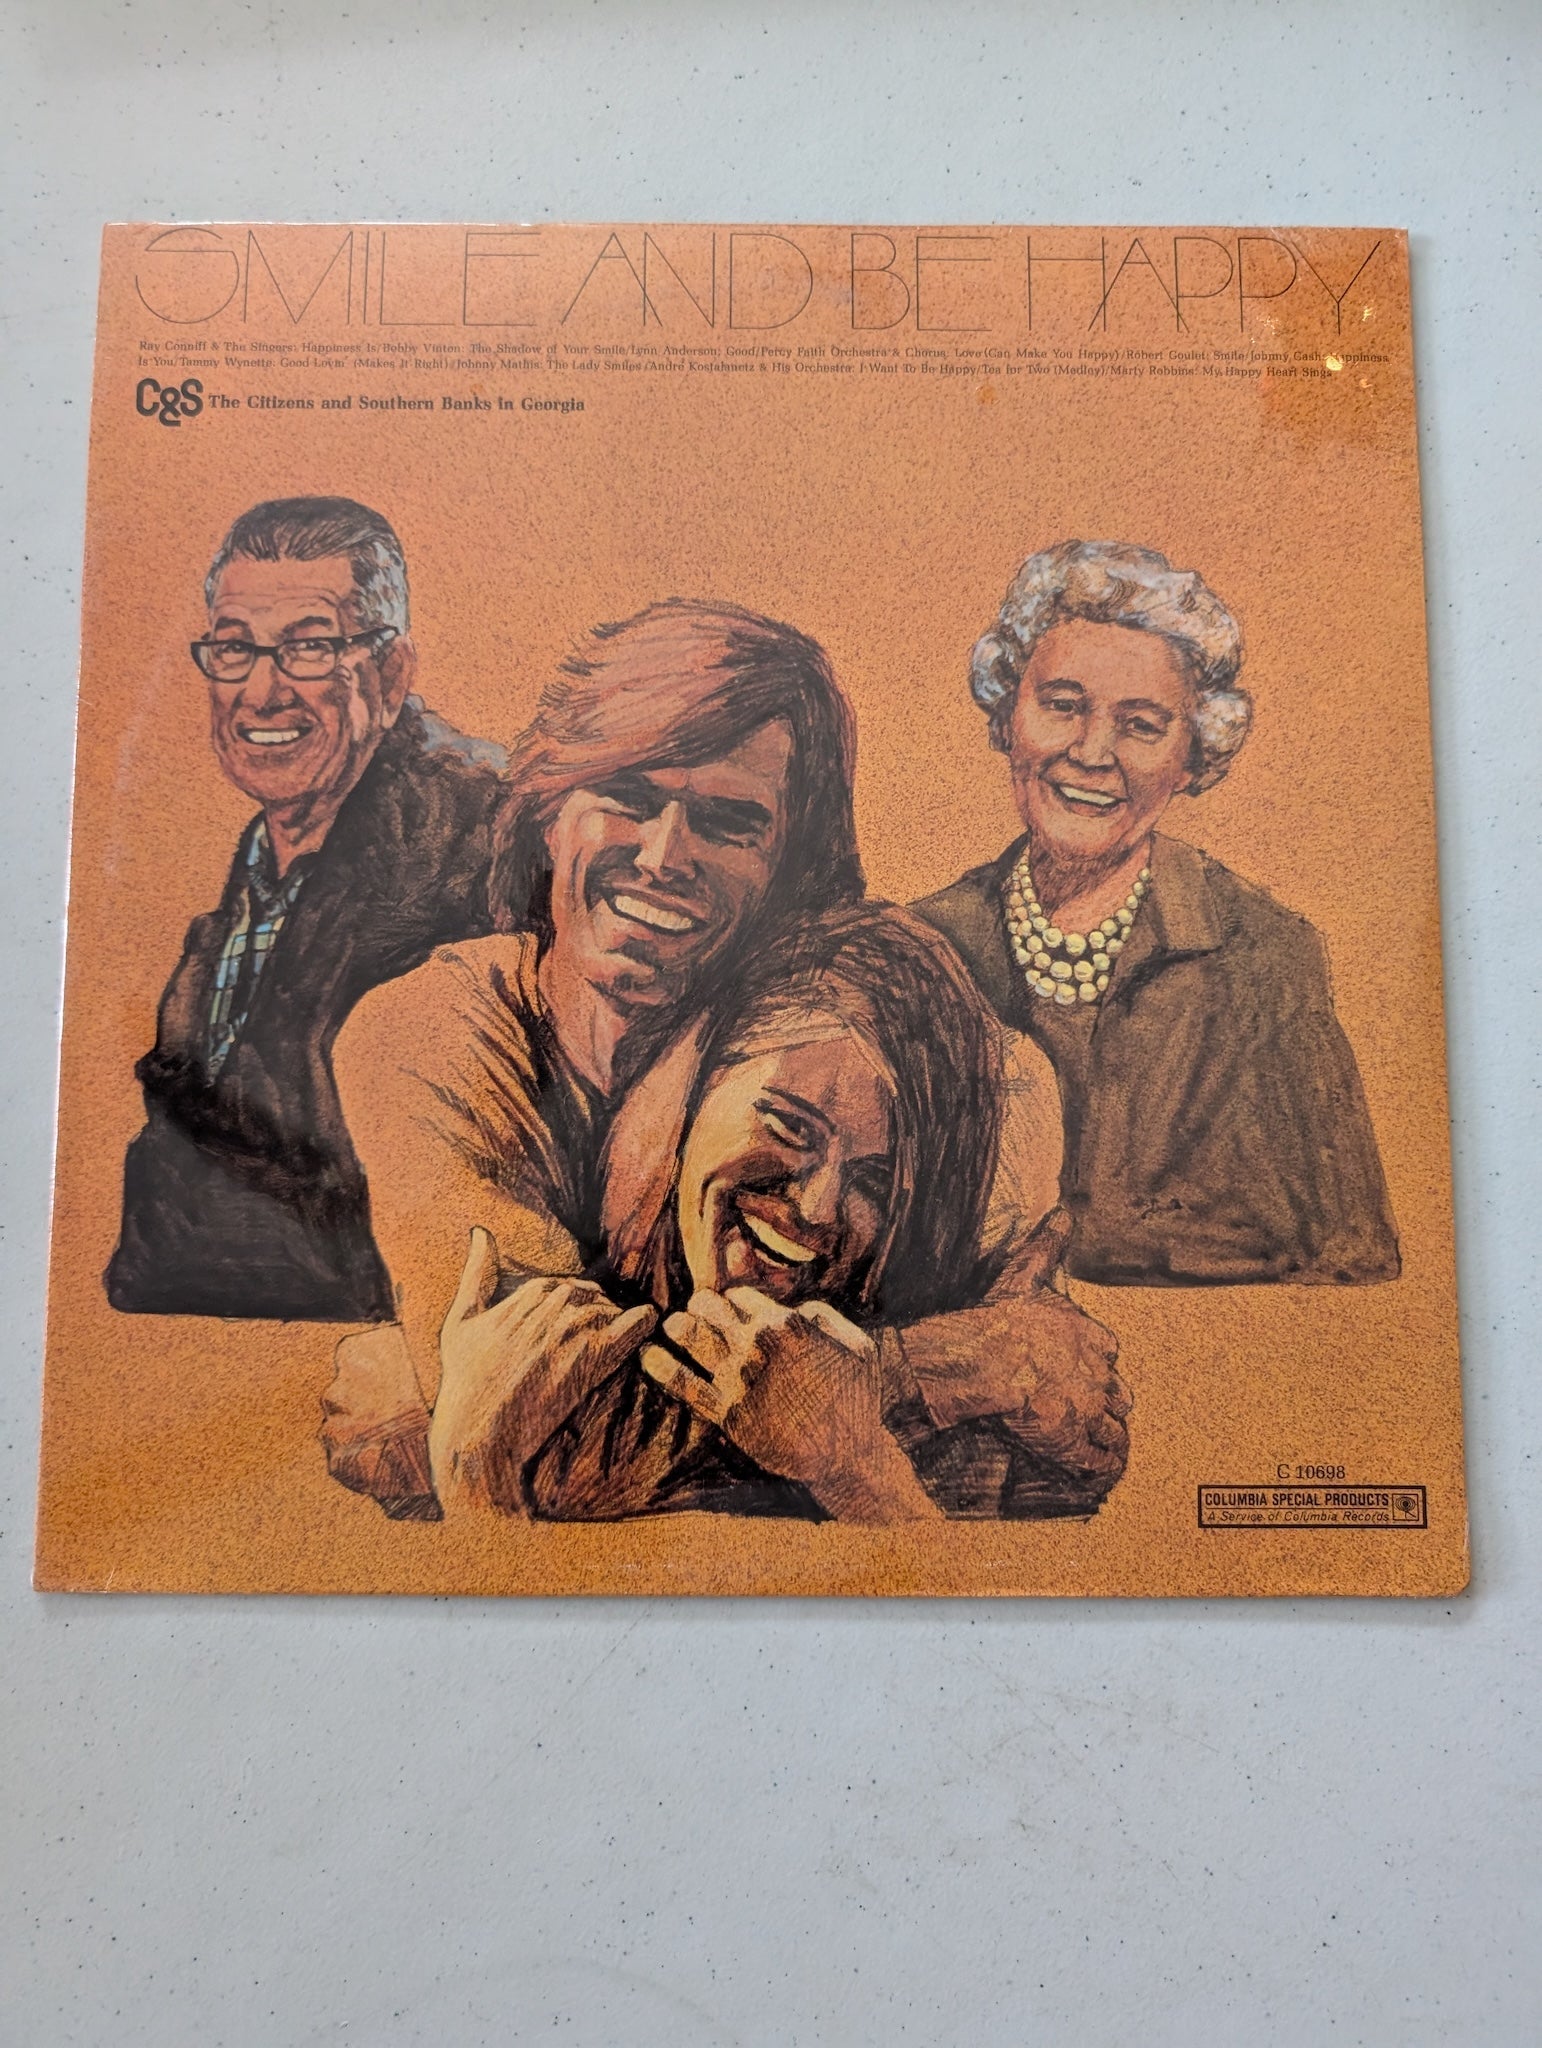 SMILE AND BE HAPPY
Ray Conniff & The Singers: Happiness Is/Bobby Vinton: The Shadow of Your Smile/Lynn Anderson: Good/Percy Faith Orchestra & Chorus: Love (Can Make You Happy)/Robert Goulet: Smile/Johnny Cash: Happiness
Is You/Tammy Wynette: Good Lovin' (Makes It Right)/Johnny Mathis: The Lady Smiles/André Kostelanetz & His Orchestra: I Want To Be Happy/Tea for Two (Medley)/Marty Robbins: My Happy Heart Sings
C&S The Citizens and Southern Banks in Georgia
C 10698
COLUMBIA SPECIAL PRODUCTS
A Service of Columbia Records